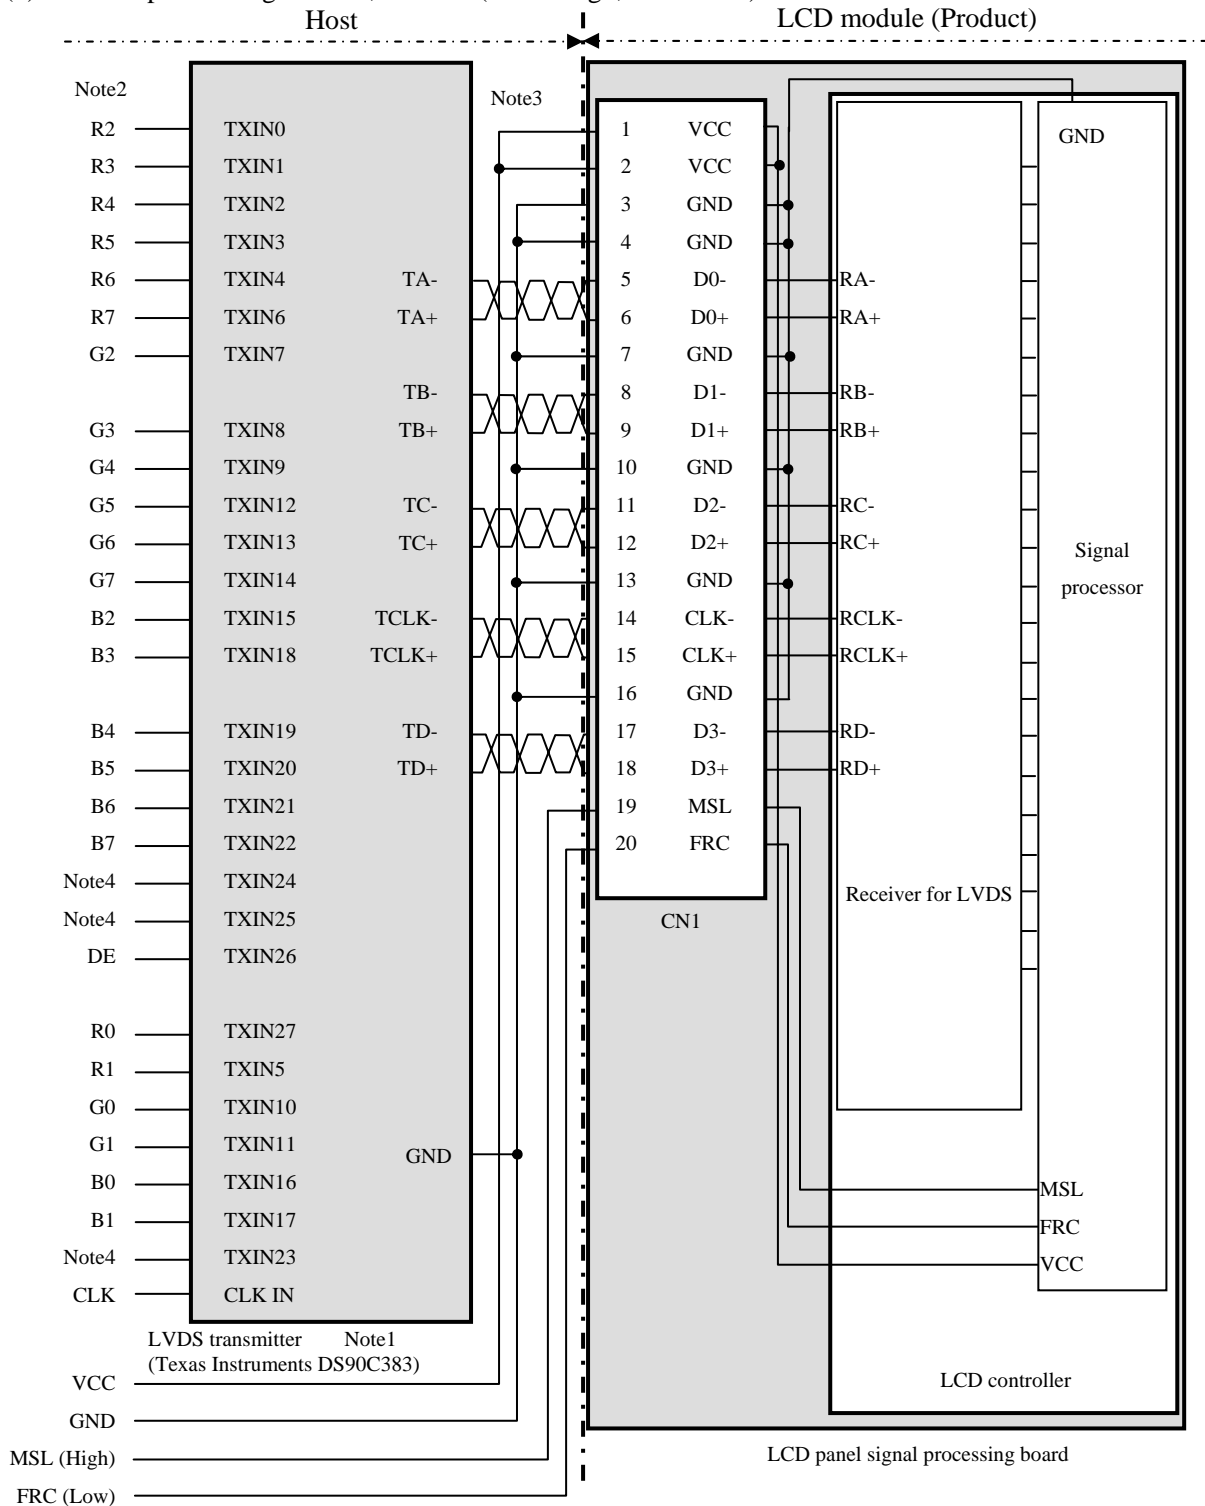 Host
LCD module (Product)
Note2
Note3
R2 TXIN0
R3 TXIN1
R4 TXIN2
R5 TXIN3
R6 TXIN4 TA-
R7 TXIN6 TA+
G2 TXIN7
TB-
G3 TXIN8 TB+
G4 TXIN9
G5 TXIN12 TC-
G6 TXIN13 TC+
G7 TXIN14
B2 TXIN15 TCLK-
B3 TXIN18 TCLK+
B4 TXIN19 TD-
B5 TXIN20 TD+
B6 TXIN21
B7 TXIN22
Note4 TXIN24
Note4 TXIN25
DE TXIN26
R0 TXIN27
R1 TXIN5
G0 TXIN10
G1 TXIN11
GND
B0 TXIN16
B1 TXIN17
Note4 TXIN23
CLK CLK IN
LVDS transmitter Note1
(Texas Instruments DS90C383)
VCC
GND
MSL (High)
FRC (Low)
1 VCC
2 VCC
3 GND
4 GND
5 D0- RA-
6 D0+ RA+
7 GND
8 D1- RB-
9 D1+ RB+
10 GND
11 D2- RC-
12 D2+ RC+
13 GND
14 CLK- RCLK-
15 CLK+ RCLK+
16 GND
17 D3- RD-
18 D3+ RD+
19 MSL
20 FRC
CN1
Receiver for LVDS
GND
Signal
processor
MSL
FRC
VCC
LCD controller
LCD panel signal processing board